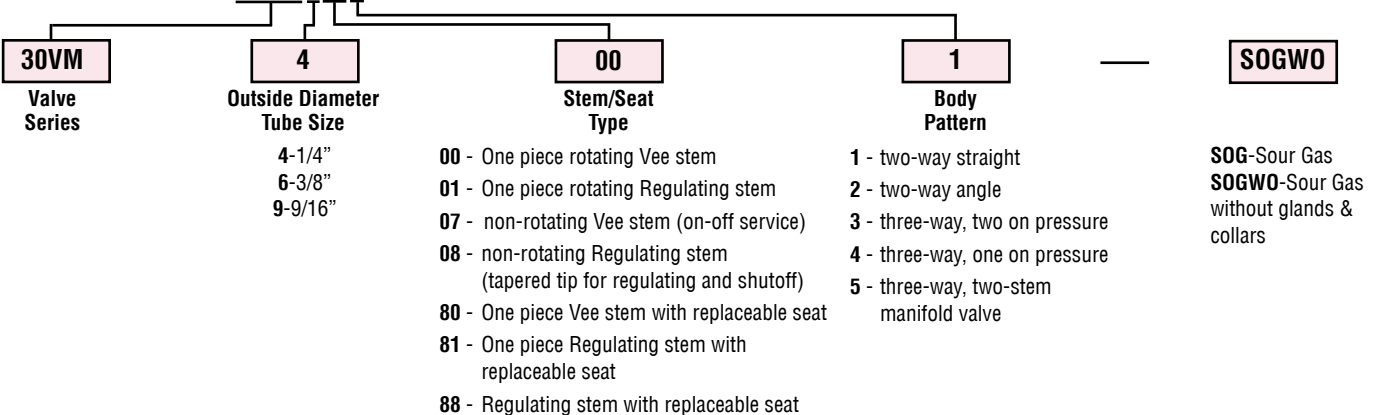 30VM
4
00
1
—
SOGWO
Valve
Series
Outside Diameter
Tube Size
4-1/4”
6-3/8”
9-9/16”
Stem/Seat
Type
00 - One piece rotating Vee stem
01 - One piece rotating Regulating stem
07 - non-rotating Vee stem (on-off service)
08 - non-rotating Regulating stem
(tapered tip for regulating and shutoff)
80 - One piece Vee stem with replaceable seat
81 - One piece Regulating stem with
replaceable seat
88 - Regulating stem with replaceable seat
Body
Pattern
1 - two-way straight
2 - two-way angle
3 - three-way, two on pressure
4 - three-way, one on pressure
5 - three-way, two-stem
manifold valve
SOG-Sour Gas
SOGWO-Sour Gas
without glands &
collars